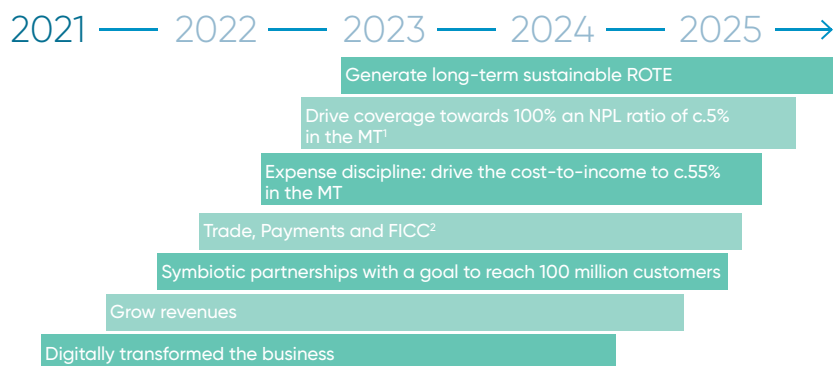 2021 2022 2023 2024 2025
Generate long-term sustainable ROTE
Drive coverage towards 100% an NPL ratio of c.5%
in the MT¹
Expense discipline: drive the cost-to-income to c.55%
in the MT
Trade, Payments and FICC²
Symbiotic partnerships with a goal to reach 100 million customers
Grow revenues
Digitally transformed the business